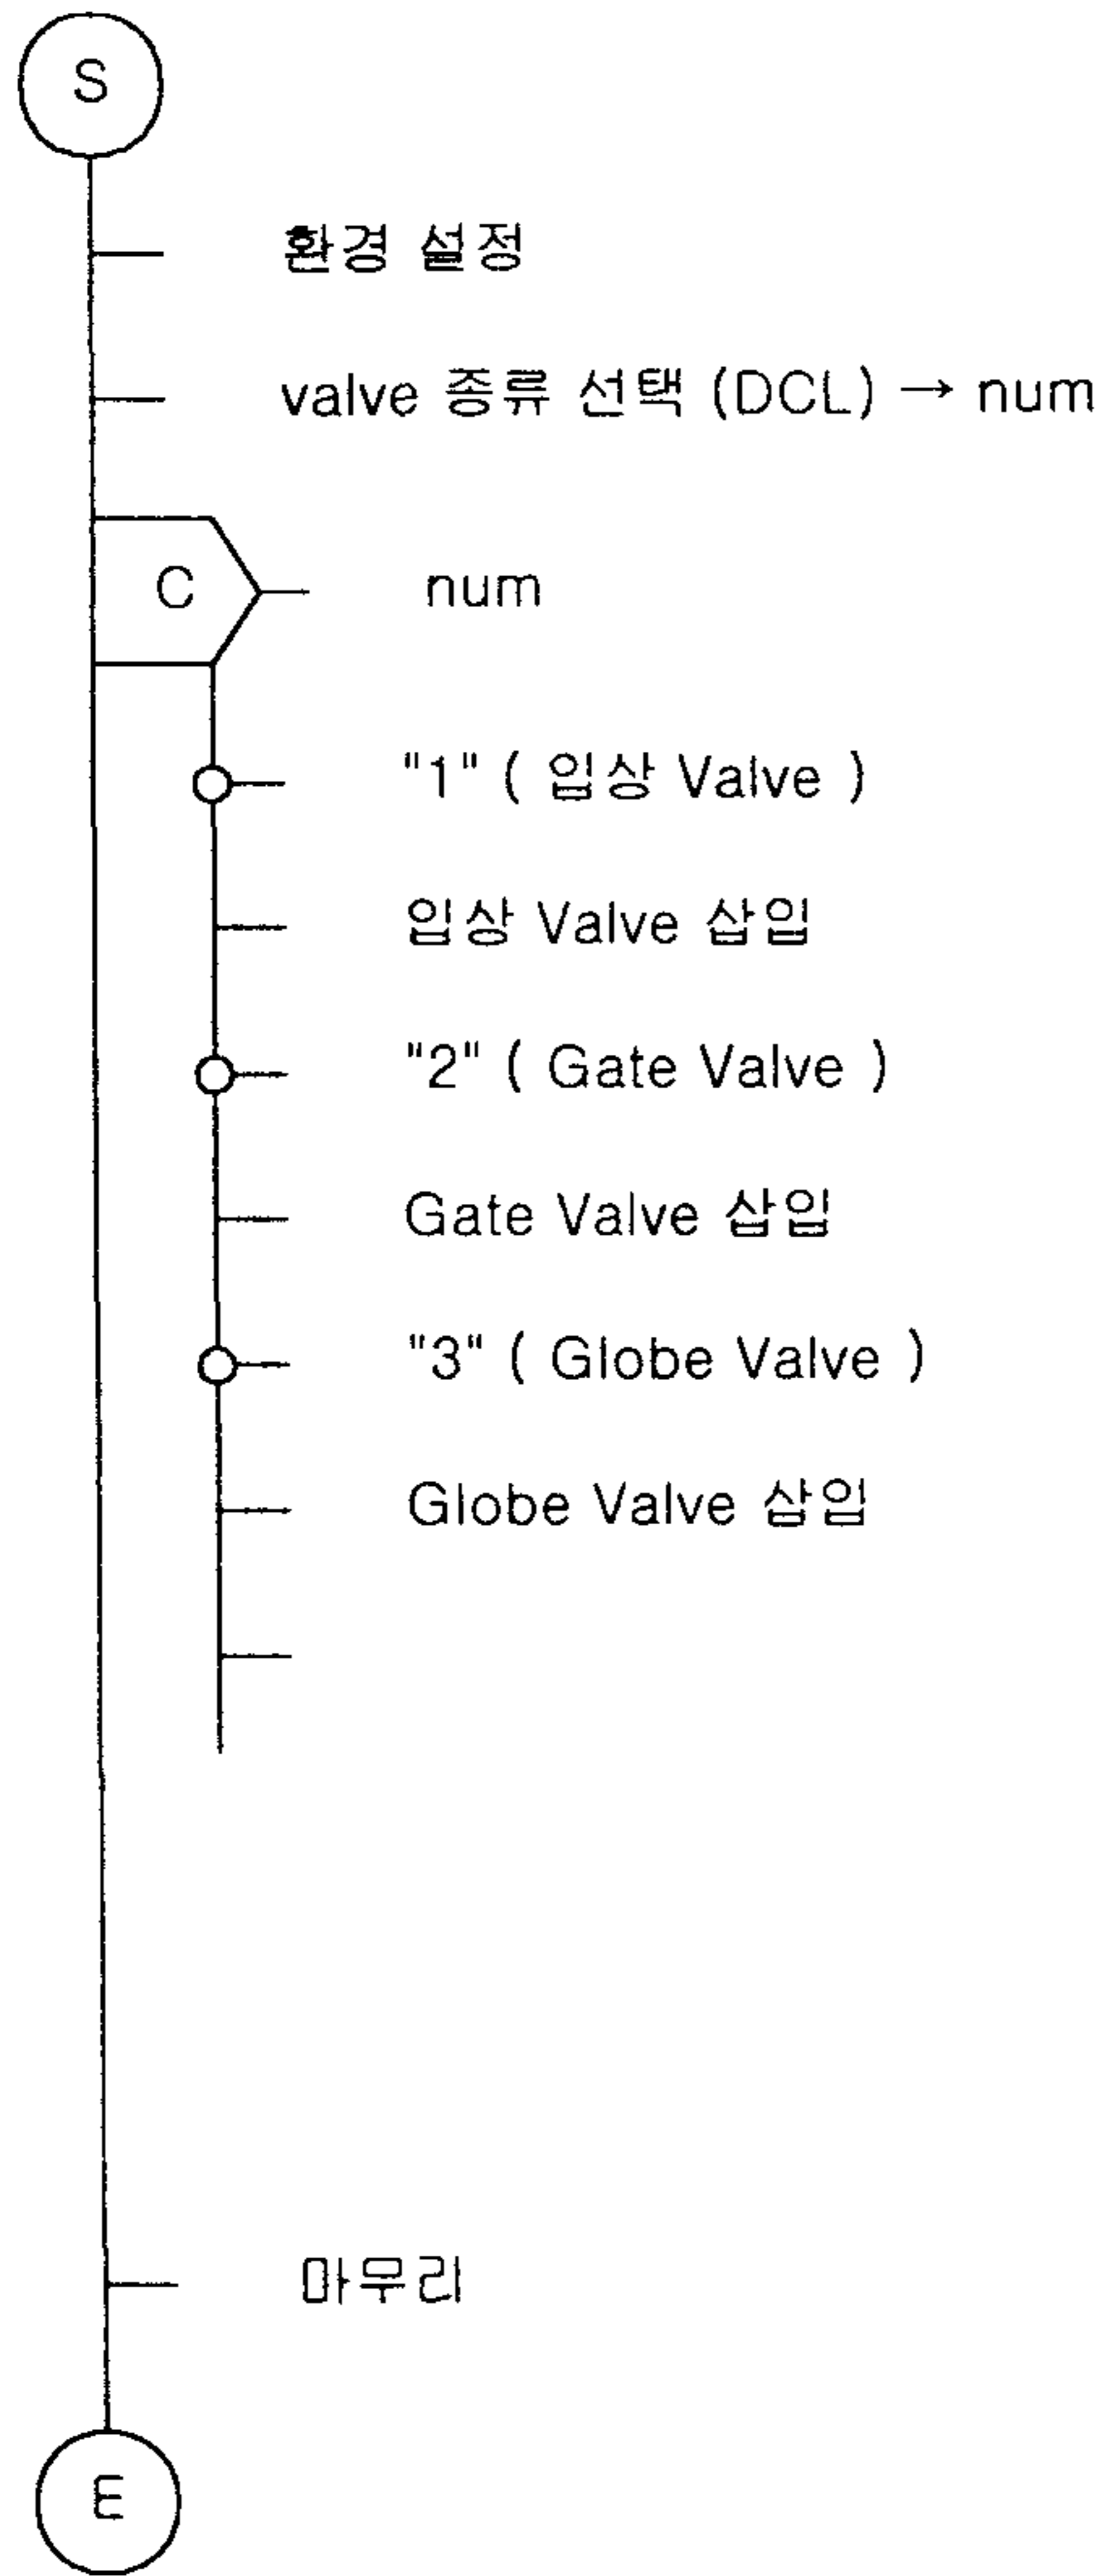 S
환경 설정
valve 종류 선택 (DCL) → num
C
num
"1" ( 입상 Valve )
입상 Valve 삽입
"2" ( Gate Valve )
Gate Valve 삽입
"3" ( Globe Valve )
Globe Valve 삽입
마무리
E